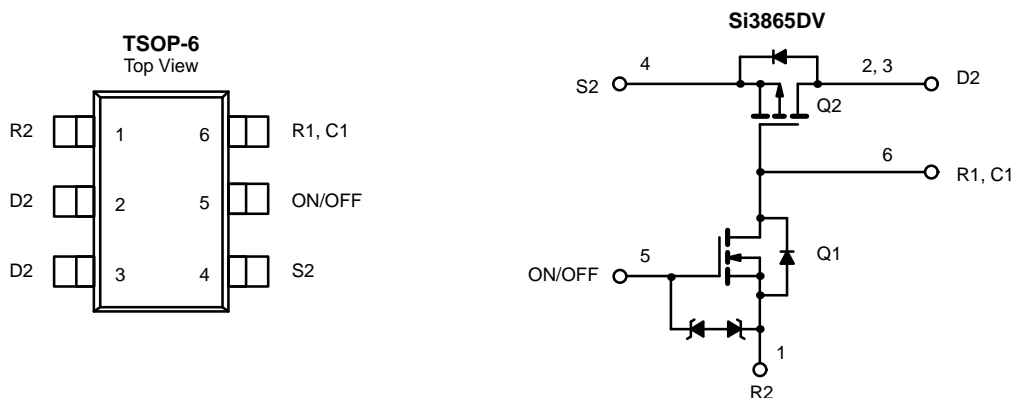 TSOP-6
Top View
R2
1
6
R1, C1
D2
2
5
ON/OFF
D2
3
4
S2
Si3865DV
4
2, 3
S2
D2
Q2
6
R1, C1
5
Q1
ON/OFF
1
R2